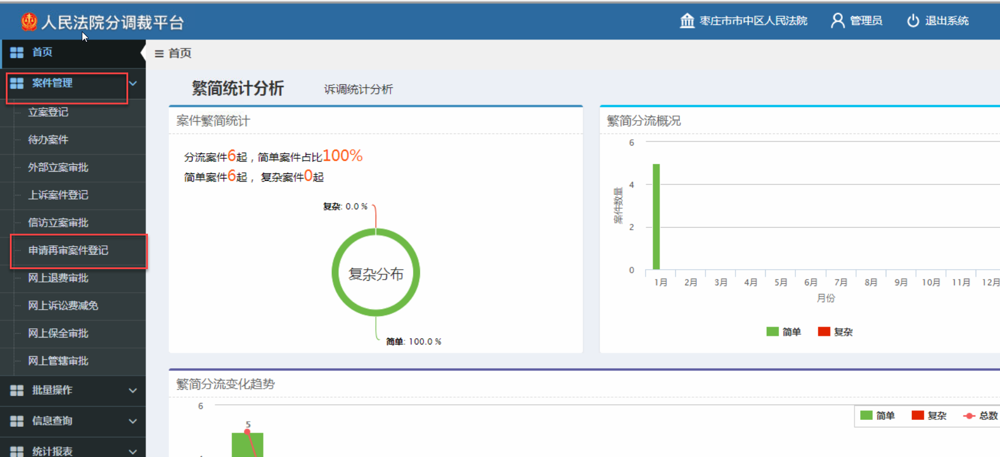 人民法院分调裁平台
枣庄市市中区人民法院 管理员 退出系统
首页
案件管理
立案登记
待办案件
外部立案审批
上诉案件登记
信访立案审批
申请再审案件登记
网上退费审批
网上诉讼费减免
网上保全审批
网上管辖审批
批量操作
信息查询
统计报表
首页
繁简统计分析 诉调统计分析
案件繁简统计
分流案件6起，简单案件占比100%
简单案件6起， 复杂案件0起
复杂: 0.0 %
复杂分布
简单: 100.0 %
繁简分流概况
6
4
2
0
案件数量
1月 2月 3月 4月 5月 6月 7月 8月 9月 10月 11月 12月
月份
简单 复杂
繁简分流变化趋势
6
5
简单 复杂 总数